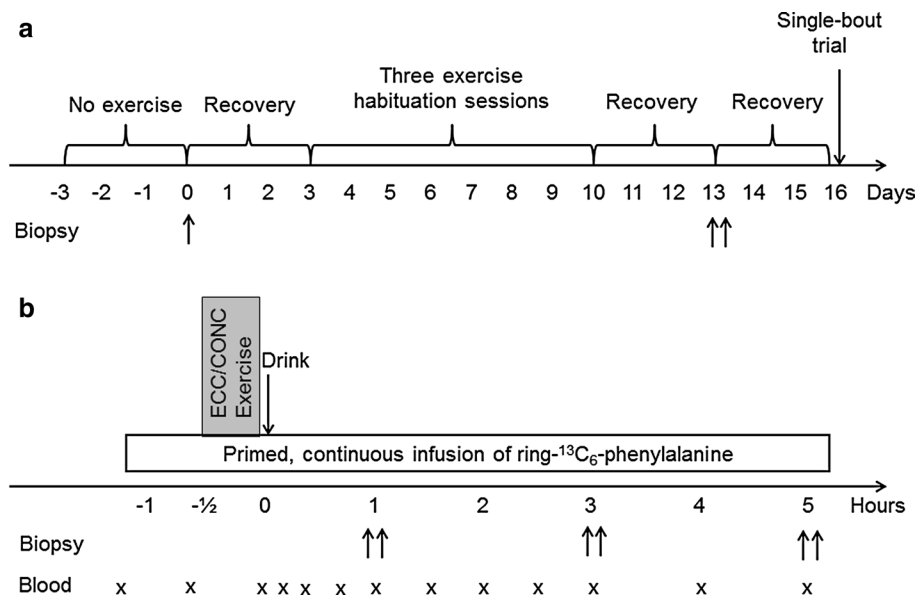 a
Single-bout
trial
Three exercise
habituation sessions
No exercise Recovery Recovery Recovery
-3 -2 -1 0 1 2 3 4 5 6 7 8 9 10 11 12 13 14 15 16 Days
Biopsy
b
ECC/CONC
Exercise
Drink
Primed, continuous infusion of ring-¹³C₆-phenylalanine
-1 -½ 0 1 2 3 4 5 Hours
Biopsy
Blood x x x x x x x x x x x x x